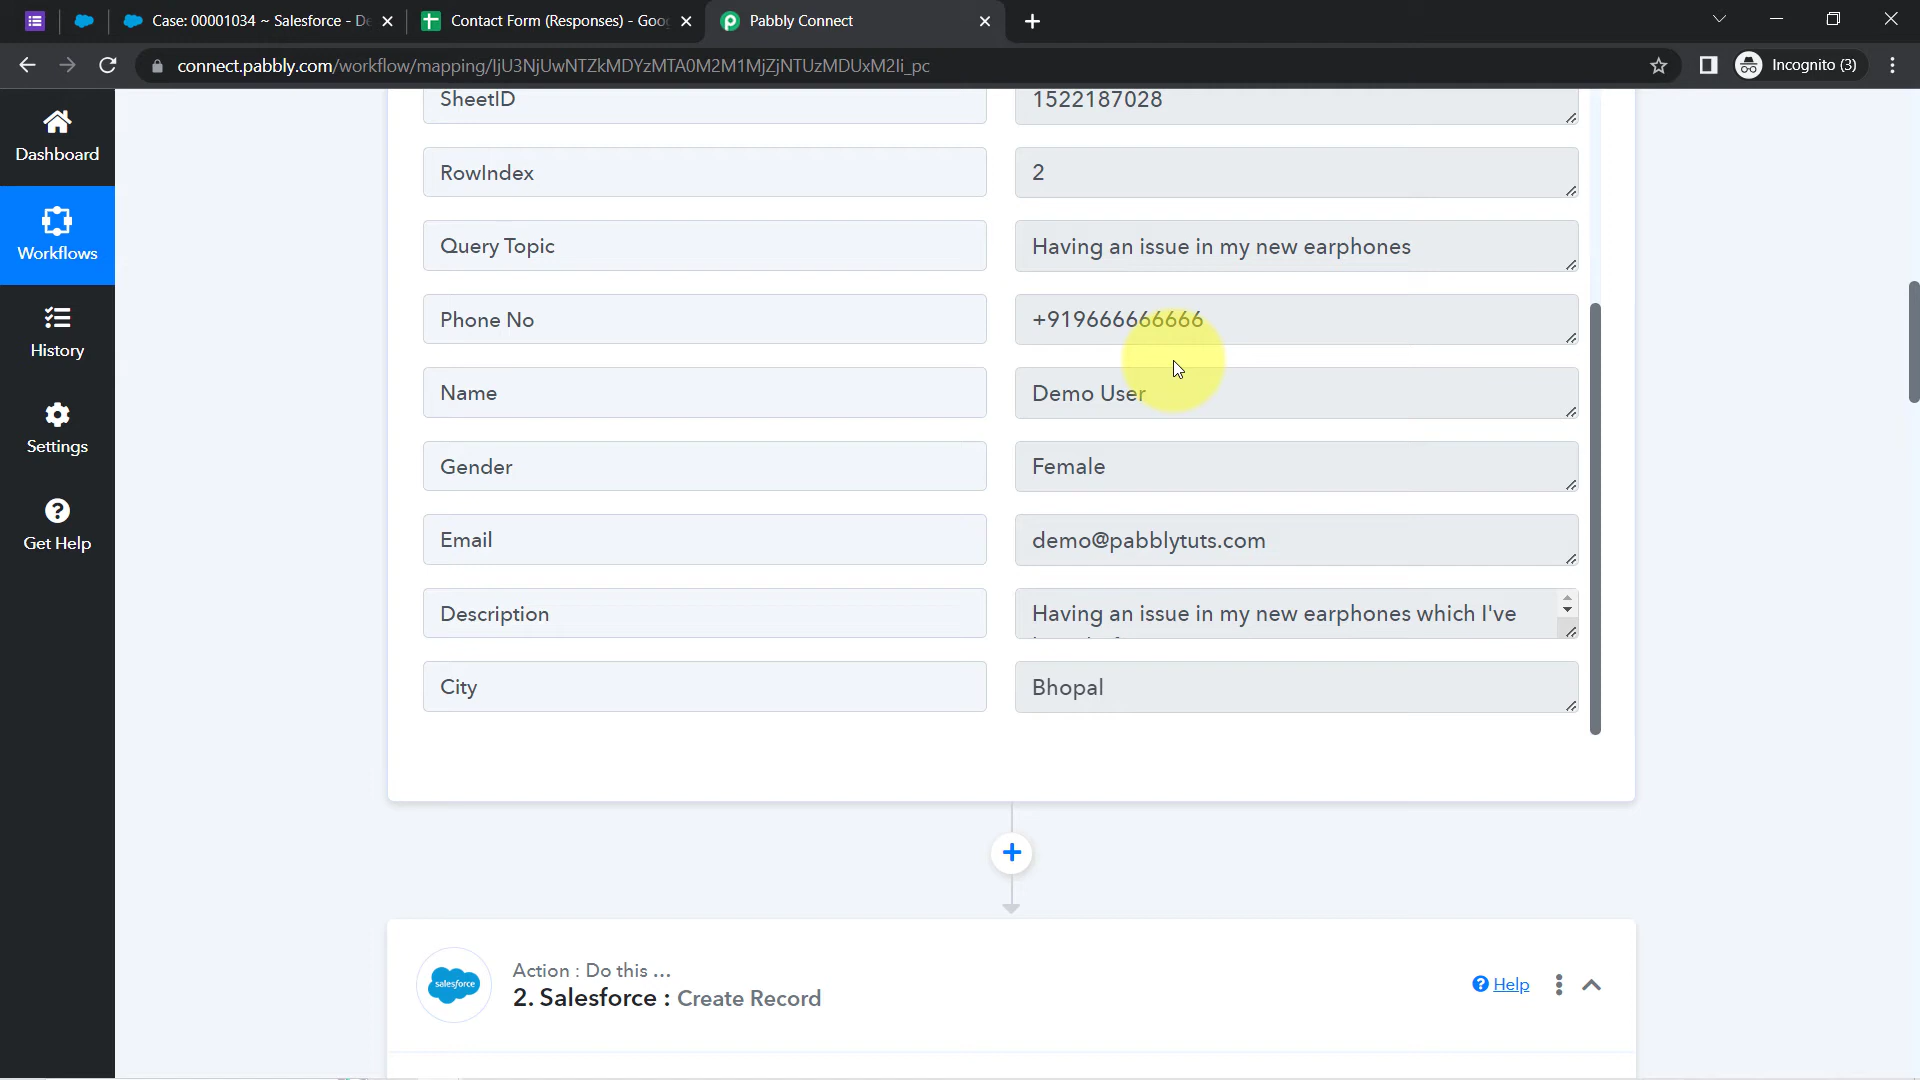 Case: 00001034 ~ Salesforce - De
Contact Form (Responses) - Goog
Pabbly Connect
connect.pabbly.com/workflow/mapping/IjU3NjUwNTZkMDYzMTA0M2M1MjZjNTUzMDUxM2Ii_pc
Incognito (3)
Dashboard
Workflows
History
Settings
Get Help
SheetID
1522187028
RowIndex
2
Query Topic
Having an issue in my new earphones
Phone No
+919666666666
Name
Demo User
Gender
Female
Email
demo@pabblytuts.com
Description
Having an issue in my new earphones which I've
City
Bhopal
salesforce
Action : Do this ...
2. Salesforce : Create Record
Help